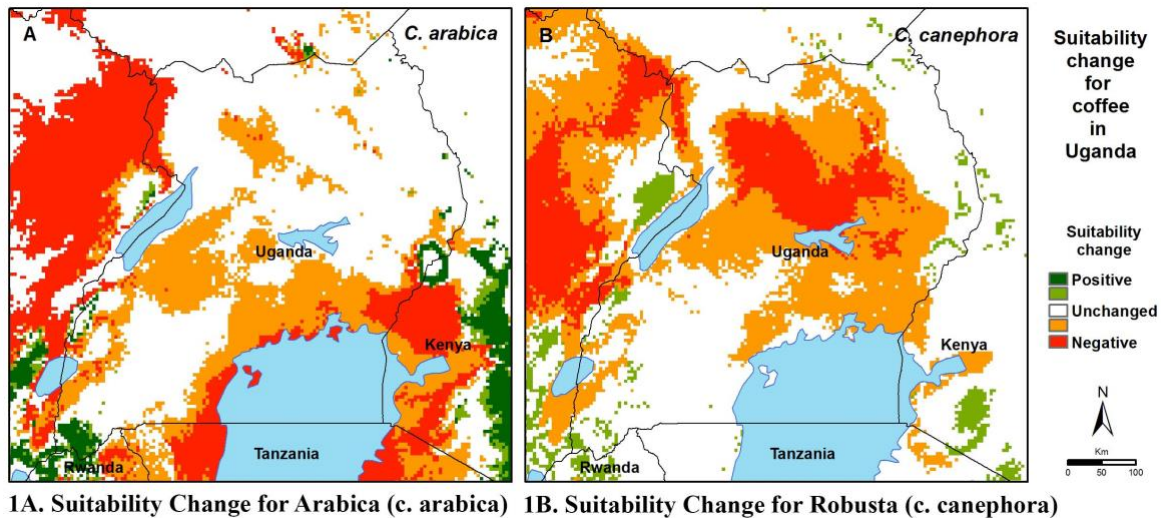 A
C. arabica
Uganda
Kenya
Tanzania
Rwanda
B
C. canephora
Uganda
Kenya
Tanzania
Rwanda
Suitability
change
for
coffee
in
Uganda
Suitability
change
Positive
Unchanged
Negative
N
Km
0 50 100
1A. Suitability Change for Arabica (c. arabica)
1B. Suitability Change for Robusta (c. canephora)